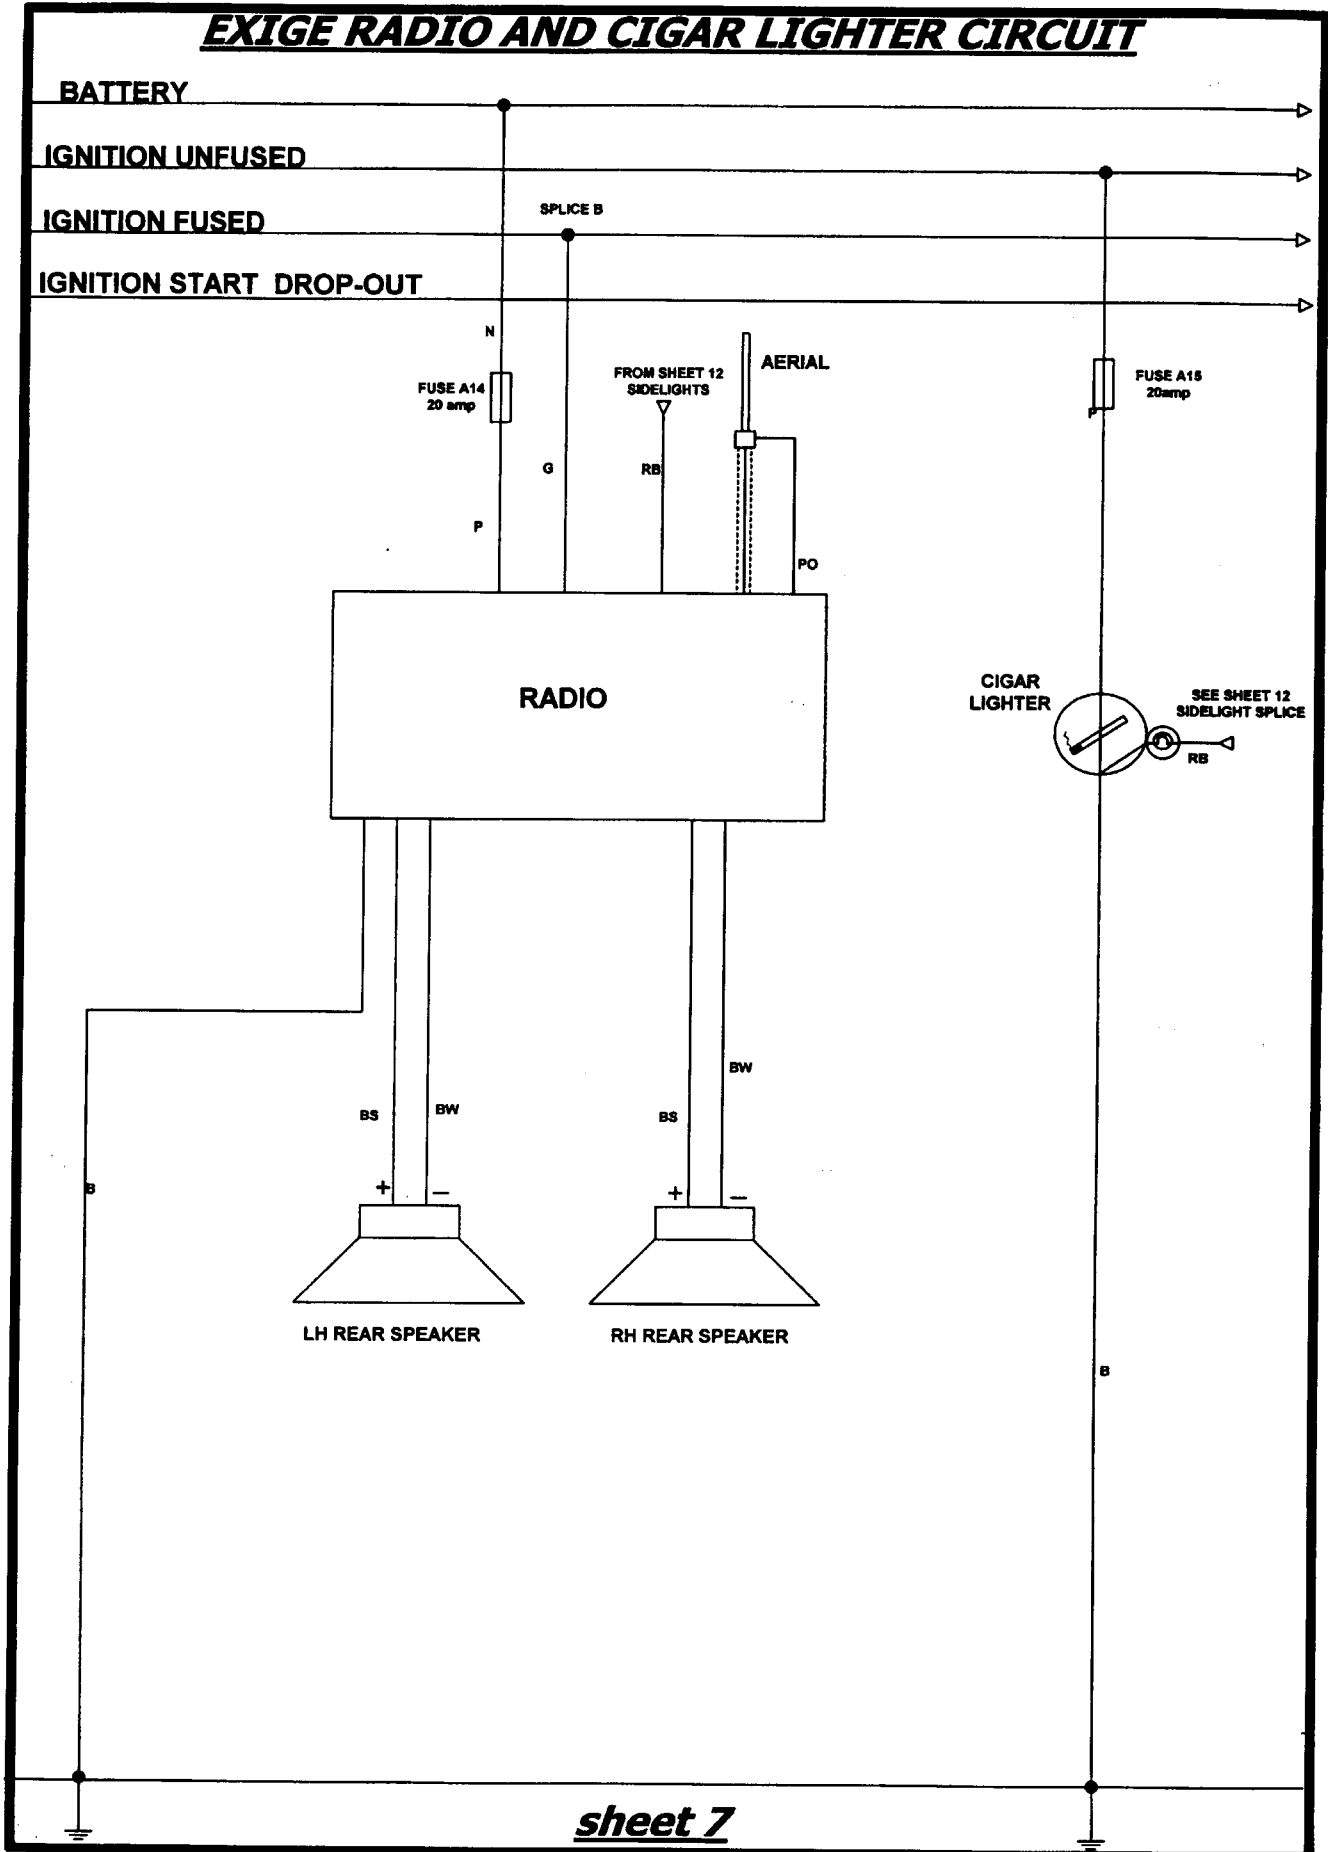 EXIGE RADIO AND CIGAR LIGHTER CIRCUIT
BATTERY
IGNITION UNFUSED
IGNITION FUSED
SPLICE B
IGNITION START DROP-OUT
N
AERIAL
FROM SHEET 12
SIDELIGHTS
FUSE A14
20 amp
FUSE A15
20amp
P
G
RB
P
PO
RADIO
CIGAR
LIGHTER
SEE SHEET 12
SIDELIGHT SPLICE
RB
BW
BS
BW
BS
B
+
–
+
–
LH REAR SPEAKER
RH REAR SPEAKER
B
sheet 7